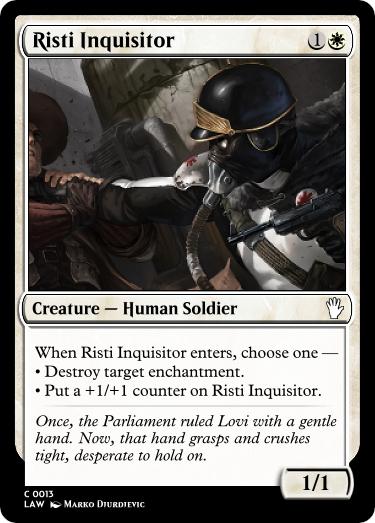 Risti Inquisitor 1
Creature — Human Soldier
When Risti Inquisitor enters, choose one —
• Destroy target enchantment.
• Put a +1/+1 counter on Risti Inquisitor.
Once, the Parliament ruled Lovi with a gentle
hand. Now, that hand grasps and crushes
tight, desperate to hold on.
1/1
C 0013
LAW Marko Djurdjevic